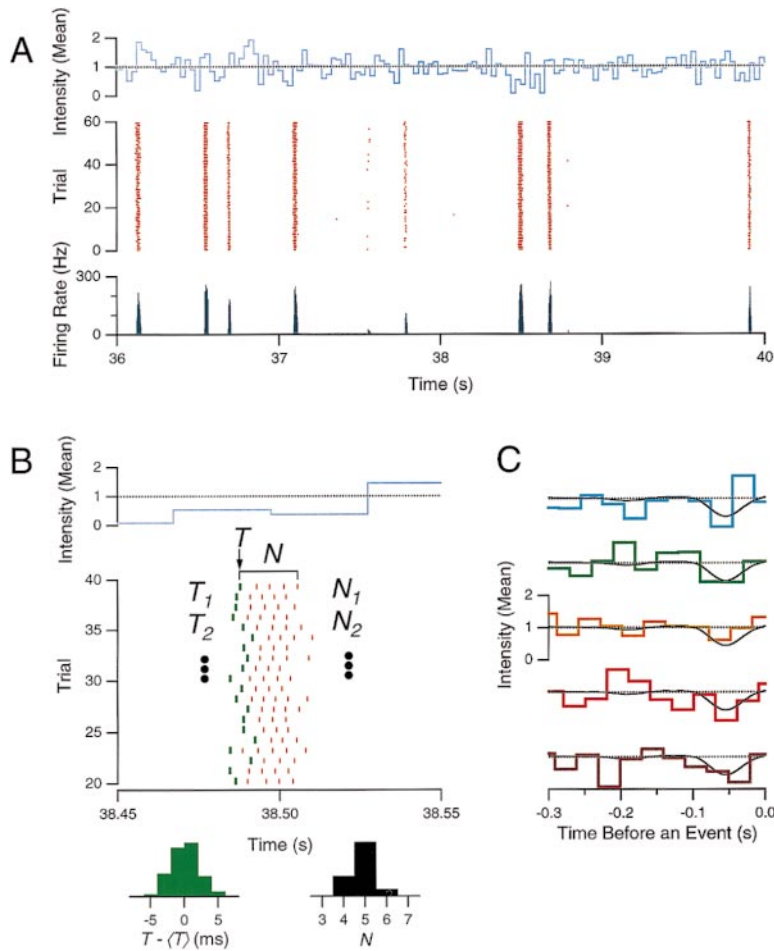 A
Intensity (Mean)
2
1
0
Trial
60
40
20
0
Firing Rate (Hz)
300
0
36 37 38 39 40
Time (s)
B
Intensity (Mean)
2
1
0
T
N
Trial
40
35
30
25
20
T1
T2
N1
N2
38.45 38.50 38.55
Time (s)
-5 0 5
T - ⟨T⟩ (ms)
3 4 5 6 7
N
C
Intensity (Mean)
2
1
0
-0.3 -0.2 -0.1 0.0
Time Before an Event (s)